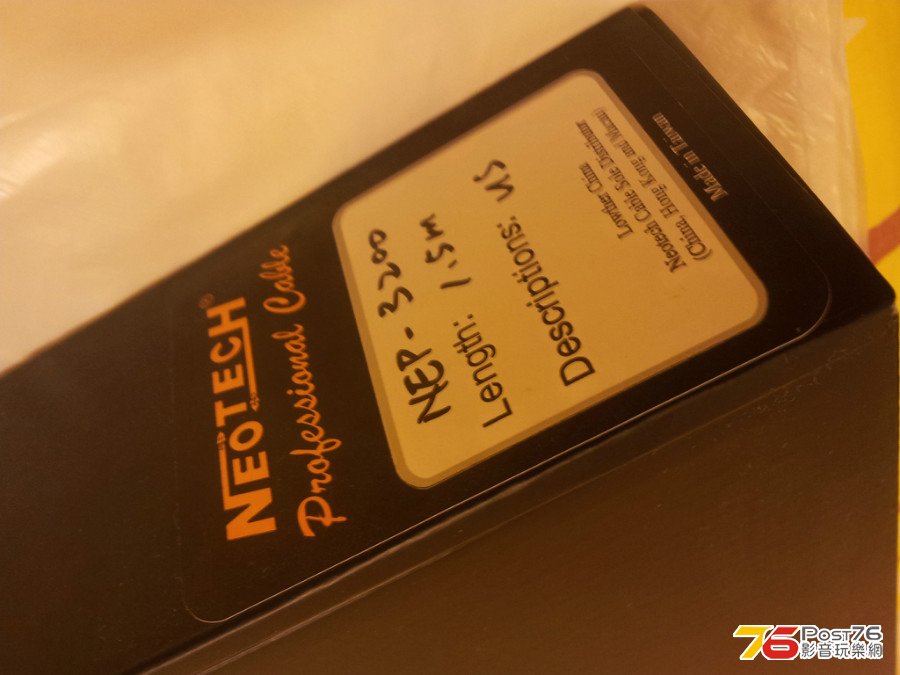 NEOTECH®
Professional Cable
NEP-3200
Length: 1.5M
Descriptions: US
Lowther China
Neotech Cable Sole Distributor
(China, Hong Kong and Macau)
Made in Taiwan
76 Post76
影音玩樂網